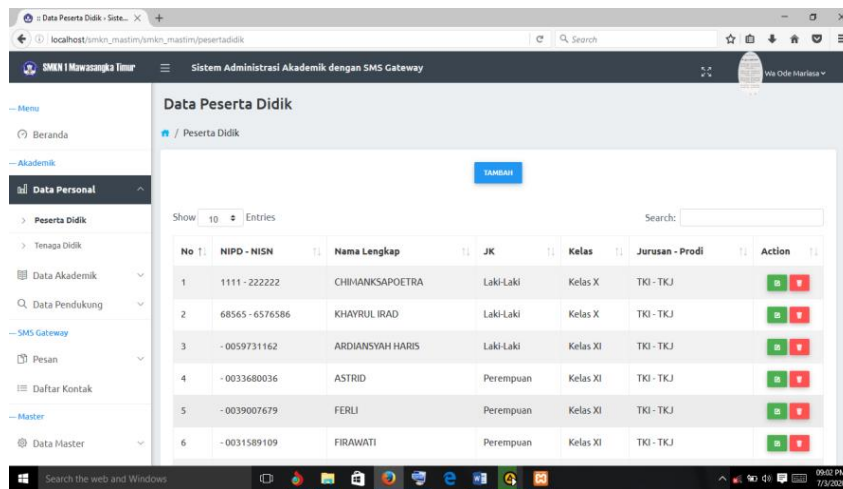 :: Data Peserta Didik - Siste...
localhost/smkn_mastim/smkn_mastim/pesertadidik
Search
SMKN 1 Mawasangka Timur
Sistem Administrasi Akademik dengan SMS Gateway
Wa Ode Marlasa
Menu
Beranda
Akademik
Data Personal
Peserta Didik
Tenaga Didik
Data Akademik
Data Pendukung
SMS Gateway
Pesan
Daftar Kontak
Master
Data Master
Data Peserta Didik
/ Peserta Didik
TAMBAH
Show 10 Entries
Search:
No NIPD - NISN Nama Lengkap JK Kelas Jurusan - Prodi Action
1 1111 - 222222 CHIMANKSAPOETRA Laki-Laki Kelas X TKI - TKJ
2 68565 - 6576586 KHAYRUL IRAD Laki-Laki Kelas X TKI - TKJ
3 - 0059731162 ARDIANSYAH HARIS Laki-Laki Kelas XI TKI - TKJ
4 - 0033680036 ASTRID Perempuan Kelas XI TKI - TKJ
5 - 0039007679 FERLI Perempuan Kelas XI TKI - TKJ
6 - 0031589109 FIRAWATI Perempuan Kelas XI TKI - TKJ
Search the web and Windows
09:02 PM